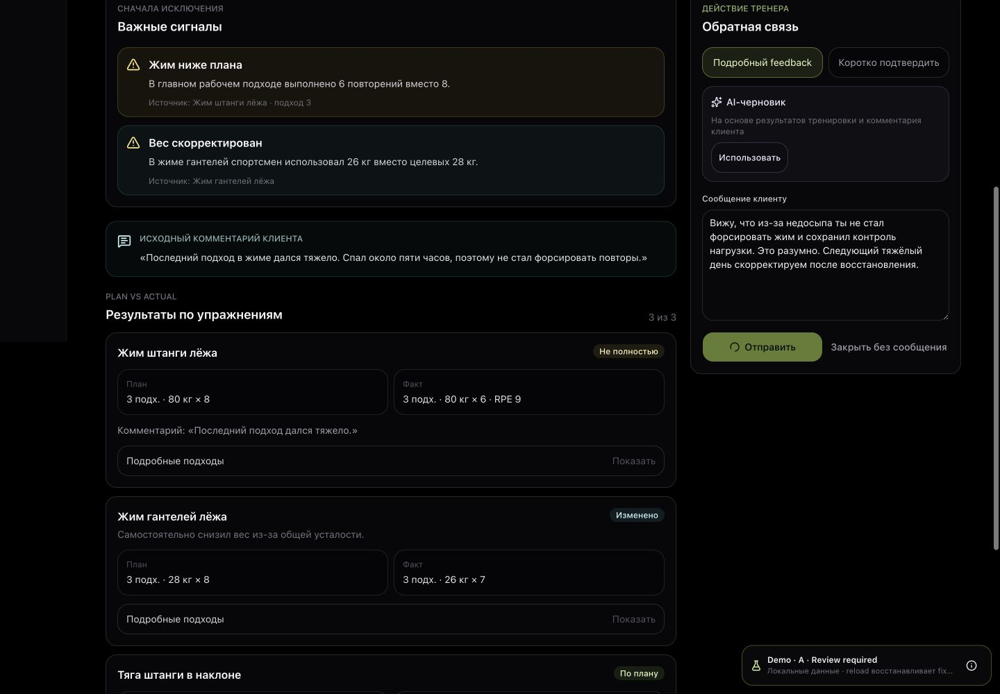 СНАЧАЛА ИСКЛЮЧЕНИЯ
Важные сигналы
Жим ниже плана
В главном рабочем подходе выполнено 6 повторений вместо 8.
Источник: Жим штанги лёжа · подход 3
Вес скорректирован
В жиме гантелей спортсмен использовал 26 кг вместо целевых 28 кг.
Источник: Жим гантелей лёжа
ИСХОДНЫЙ КОММЕНТАРИЙ КЛИЕНТА
«Последний подход в жиме дался тяжело. Спал около пяти часов, поэтому не стал форсировать повторы.»
PLAN VS ACTUAL
Результаты по упражнениям
3 из 3
Жим штанги лёжа
Не полностью
План
3 подх. · 80 кг × 8
Факт
3 подх. · 80 кг × 6 · RPE 9
Комментарий: «Последний подход дался тяжело.»
Подробные подходы
Показать
Жим гантелей лёжа
Изменено
Самостоятельно снизил вес из-за общей усталости.
План
3 подх. · 28 кг × 8
Факт
3 подх. · 26 кг × 7
Подробные подходы
Показать
Тяга штанги в наклоне
По плану
ДЕЙСТВИЕ ТРЕНЕРА
Обратная связь
Подробный feedback
Коротко подтвердить
AI-черновик
На основе результатов тренировки и комментария
клиента
Использовать
Сообщение клиенту
Вижу, что из-за недосыпа ты не стал
форсировать жим и сохранил контроль
нагрузки. Это разумно. Следующий тяжёлый
день скорректируем после восстановления.
Отправить
Закрыть без сообщения
Demo · A · Review required
Локальные данные · reload восстанавливает fix...